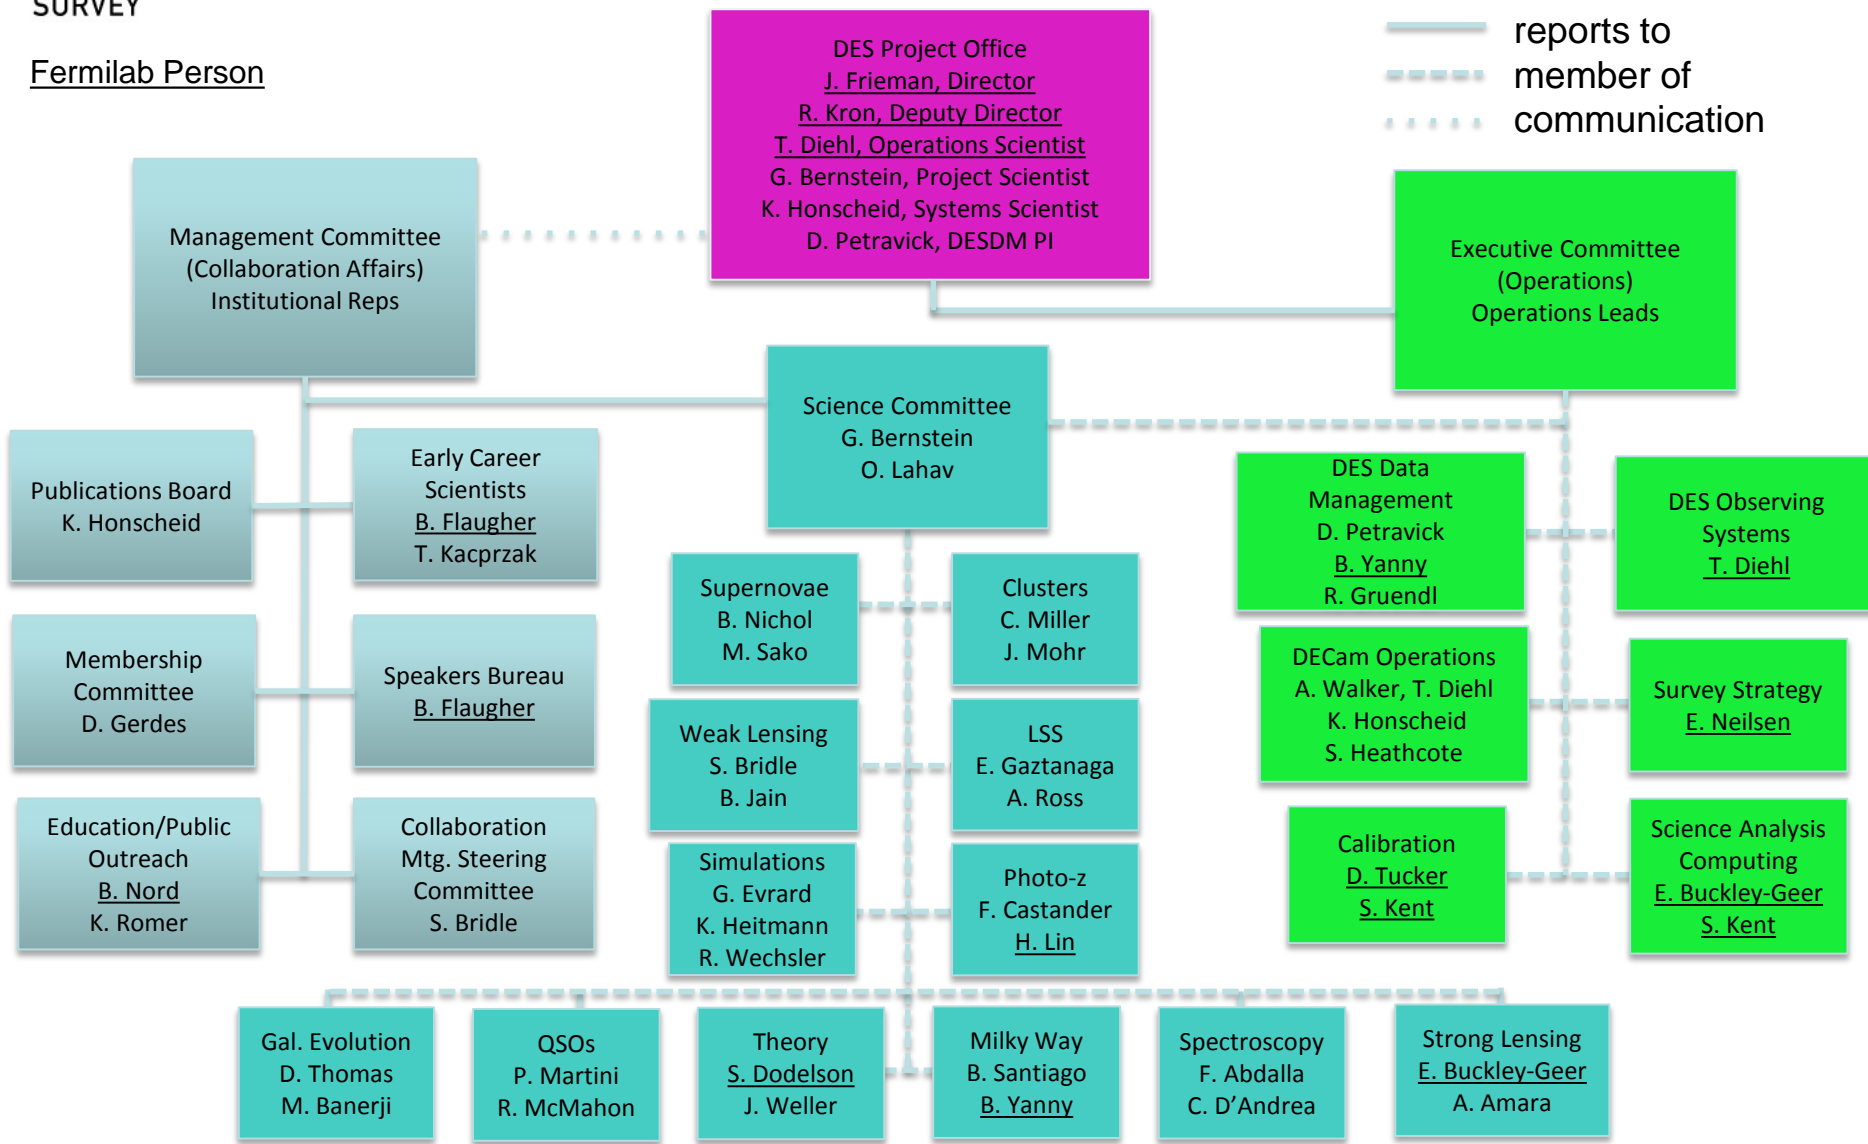 SURVEY
Fermilab Person
reports to
member of
communication
DES Project Office
J. Frieman, Director
R. Kron, Deputy Director
T. Diehl, Operations Scientist
G. Bernstein, Project Scientist
K. Honscheid, Systems Scientist
D. Petravick, DESDM PI
Management Committee
(Collaboration Affairs)
Institutional Reps
Executive Committee
(Operations)
Operations Leads
Science Committee
G. Bernstein
O. Lahav
Publications Board
K. Honscheid
Early Career
Scientists
B. Flaugher
T. Kacprzak
Membership
Committee
D. Gerdes
Speakers Bureau
B. Flaugher
Education/Public
Outreach
B. Nord
K. Romer
Collaboration
Mtg. Steering
Committee
S. Bridle
Supernovae
B. Nichol
M. Sako
Clusters
C. Miller
J. Mohr
Weak Lensing
S. Bridle
B. Jain
LSS
E. Gaztanaga
A. Ross
Simulations
G. Evrard
K. Heitmann
R. Wechsler
Photo-z
F. Castander
H. Lin
DES Data
Management
D. Petravick
B. Yanny
R. Gruendl
DES Observing
Systems
T. Diehl
DECam Operations
A. Walker, T. Diehl
K. Honscheid
S. Heathcote
Survey Strategy
E. Neilsen
Calibration
D. Tucker
S. Kent
Science Analysis
Computing
E. Buckley-Geer
S. Kent
Gal. Evolution
D. Thomas
M. Banerji
QSOs
P. Martini
R. McMahon
Theory
S. Dodelson
J. Weller
Milky Way
B. Santiago
B. Yanny
Spectroscopy
F. Abdalla
C. D’Andrea
Strong Lensing
E. Buckley-Geer
A. Amara